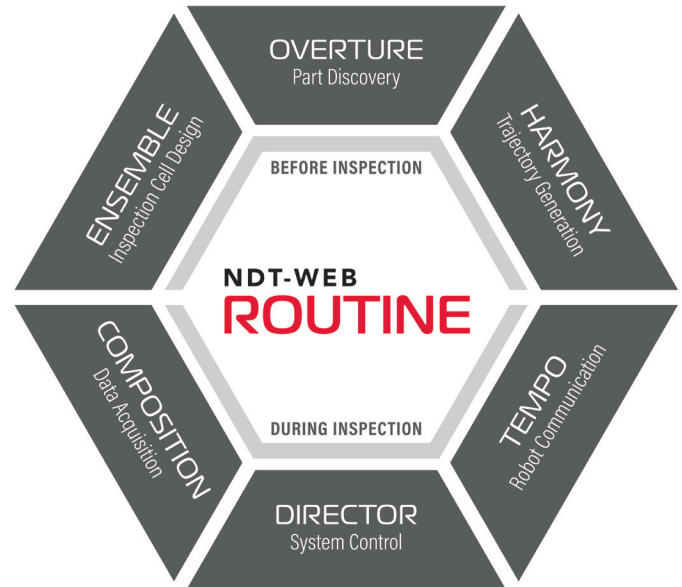 OVERTURE
Part Discovery
ENSEMBLE
Inspection Cell Design
HARMONY
Trajectory Generation
BEFORE INSPECTION
NDT-WEB
ROUTINE
COMPOSITION
Data Acquisition
TEMPO
Robot Communication
DURING INSPECTION
DIRECTOR
System Control